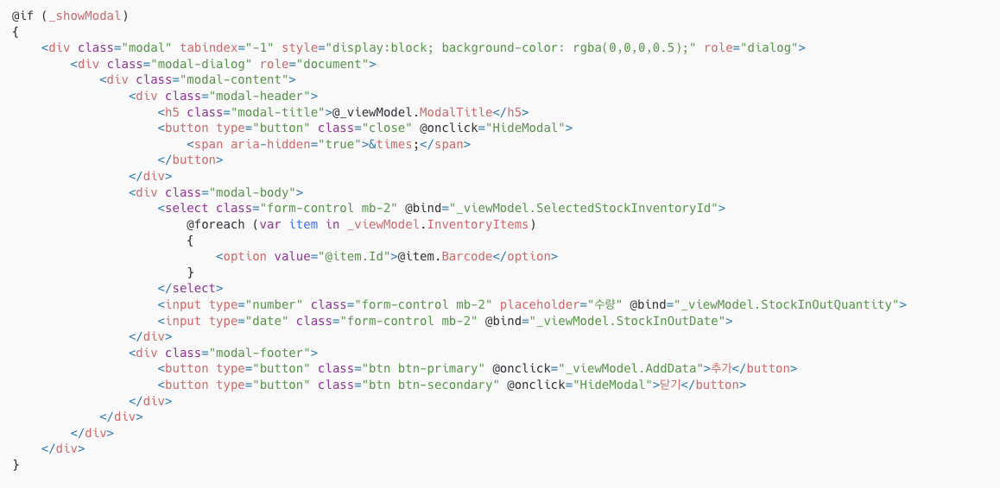 @if (_showModal)
{
    <div class="modal" tabindex="-1" style="display:block; background-color: rgba(0,0,0,0.5);" role="dialog">
        <div class="modal-dialog" role="document">
            <div class="modal-content">
                <div class="modal-header">
                    <h5 class="modal-title">@_viewModel.ModalTitle</h5>
                    <button type="button" class="close" @onclick="HideModal">
                        <span aria-hidden="true">&times;</span>
                    </button>
                </div>
                <div class="modal-body">
                    <select class="form-control mb-2" @bind="_viewModel.SelectedStockInventoryId">
                        @foreach (var item in _viewModel.InventoryItems)
                        {
                            <option value="@item.Id">@item.Barcode</option>
                        }
                    </select>
                    <input type="number" class="form-control mb-2" placeholder="수량" @bind="_viewModel.StockInOutQuantity">
                    <input type="date" class="form-control mb-2" @bind="_viewModel.StockInOutDate">
                </div>
                <div class="modal-footer">
                    <button type="button" class="btn btn-primary" @onclick="_viewModel.AddData">추가</button>
                    <button type="button" class="btn btn-secondary" @onclick="HideModal">닫기</button>
                </div>
            </div>
        </div>
    </div>
}